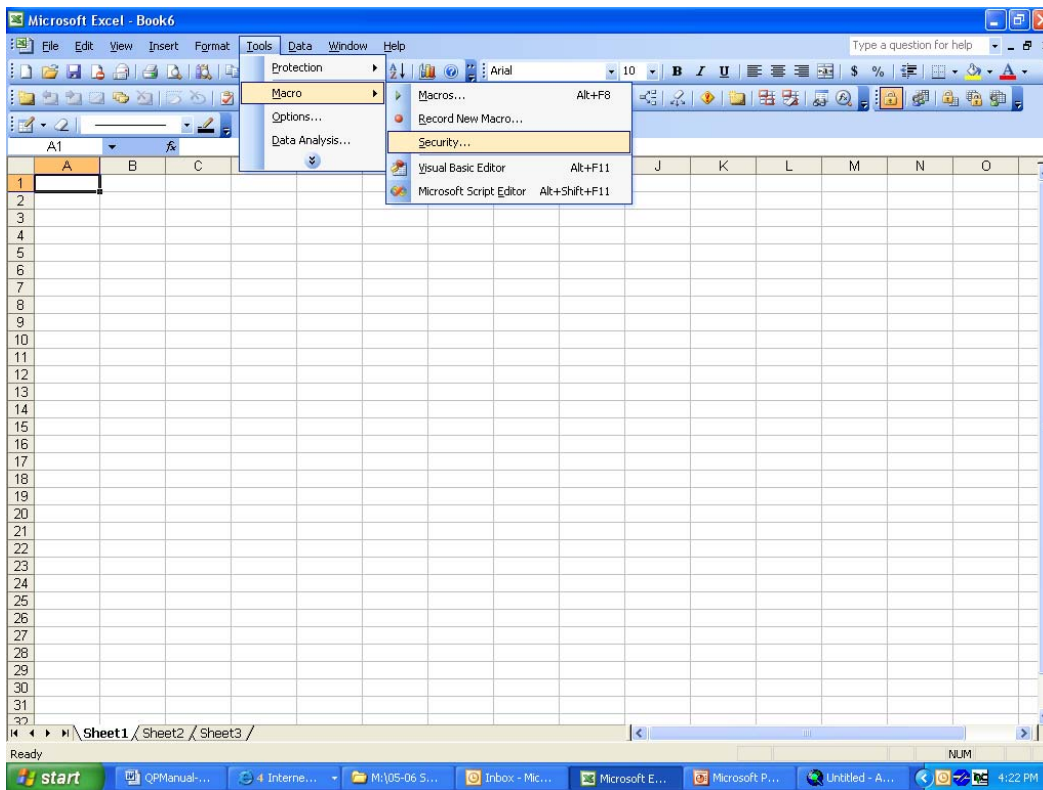 Microsoft Excel - Book6
File Edit View Insert Format Tools Data Window Help
Type a question for help
Arial 10 B I U $ %
Protection
Macro
Options...
Data Analysis...
Macros... Alt+F8
Record New Macro...
Security...
Visual Basic Editor Alt+F11
Microsoft Script Editor Alt+Shift+F11
A1 fx
A B C J K L M N O
1
2
3
4
5
6
7
8
9
10
11
12
13
14
15
16
17
18
19
20
21
22
23
24
25
26
27
28
29
30
31
32
Sheet1 Sheet2 Sheet3
Ready NUM
start QPManual-... 4 Interne... M:\05-06 S... Inbox - Mic... Microsoft E... Microsoft P... Untitled - A... 4:22 PM